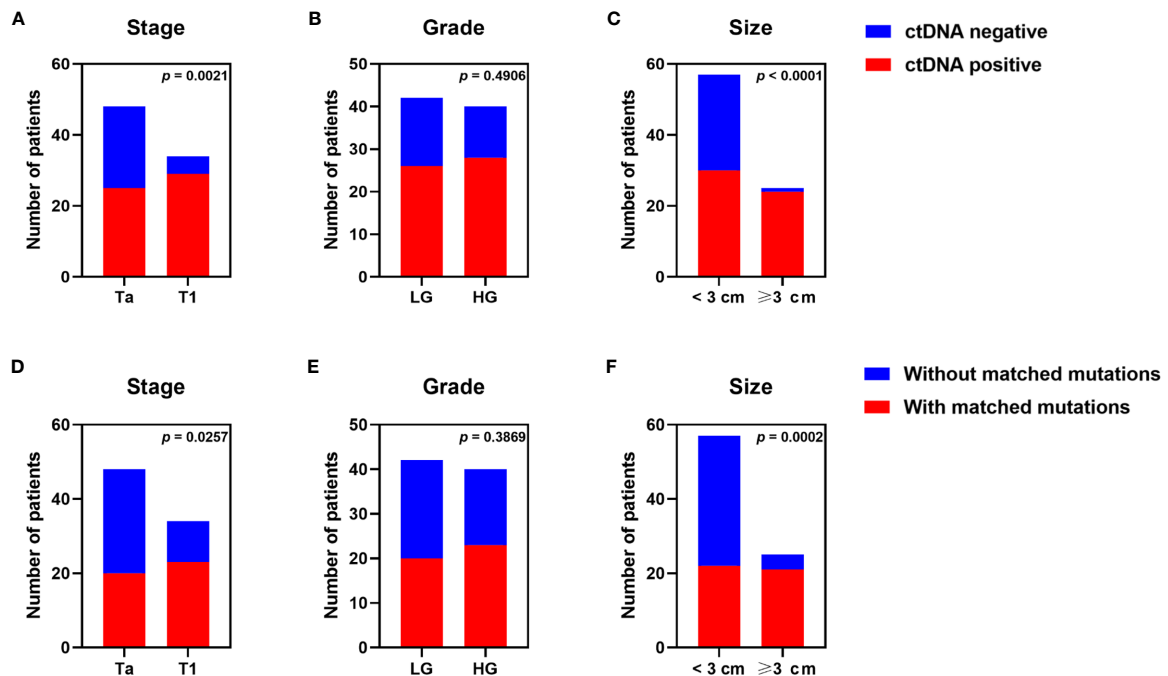 A
Stage
Number of patients
60
40
20
0
p = 0.0021
Ta
T1
B
Grade
Number of patients
50
40
30
20
10
0
p = 0.4906
LG
HG
C
Size
Number of patients
60
40
20
0
p < 0.0001
< 3 cm
≥3 cm
ctDNA negative
ctDNA positive
D
Stage
Number of patients
60
40
20
0
p = 0.0257
Ta
T1
E
Grade
Number of patients
50
40
30
20
10
0
p = 0.3869
LG
HG
F
Size
Number of patients
60
40
20
0
p = 0.0002
< 3 cm
≥3 cm
Without matched mutations
With matched mutations